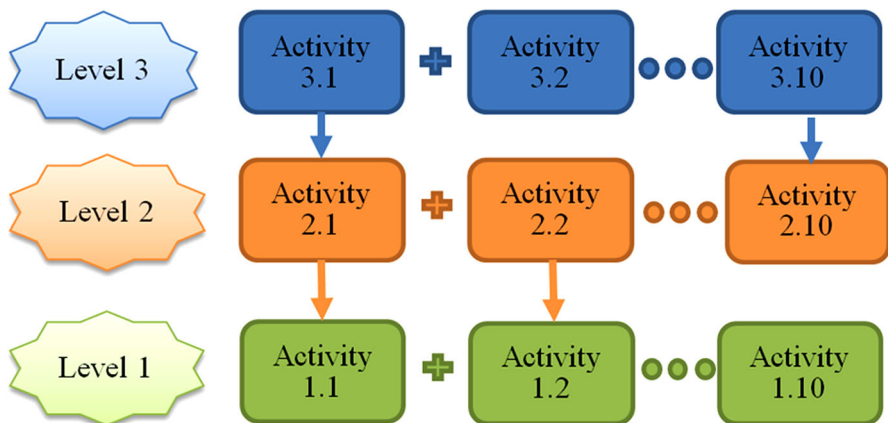 Level 3
Activity
3.1
Activity
3.2
Activity
3.10
Level 2
Activity
2.1
Activity
2.2
Activity
2.10
Level 1
Activity
1.1
Activity
1.2
Activity
1.10